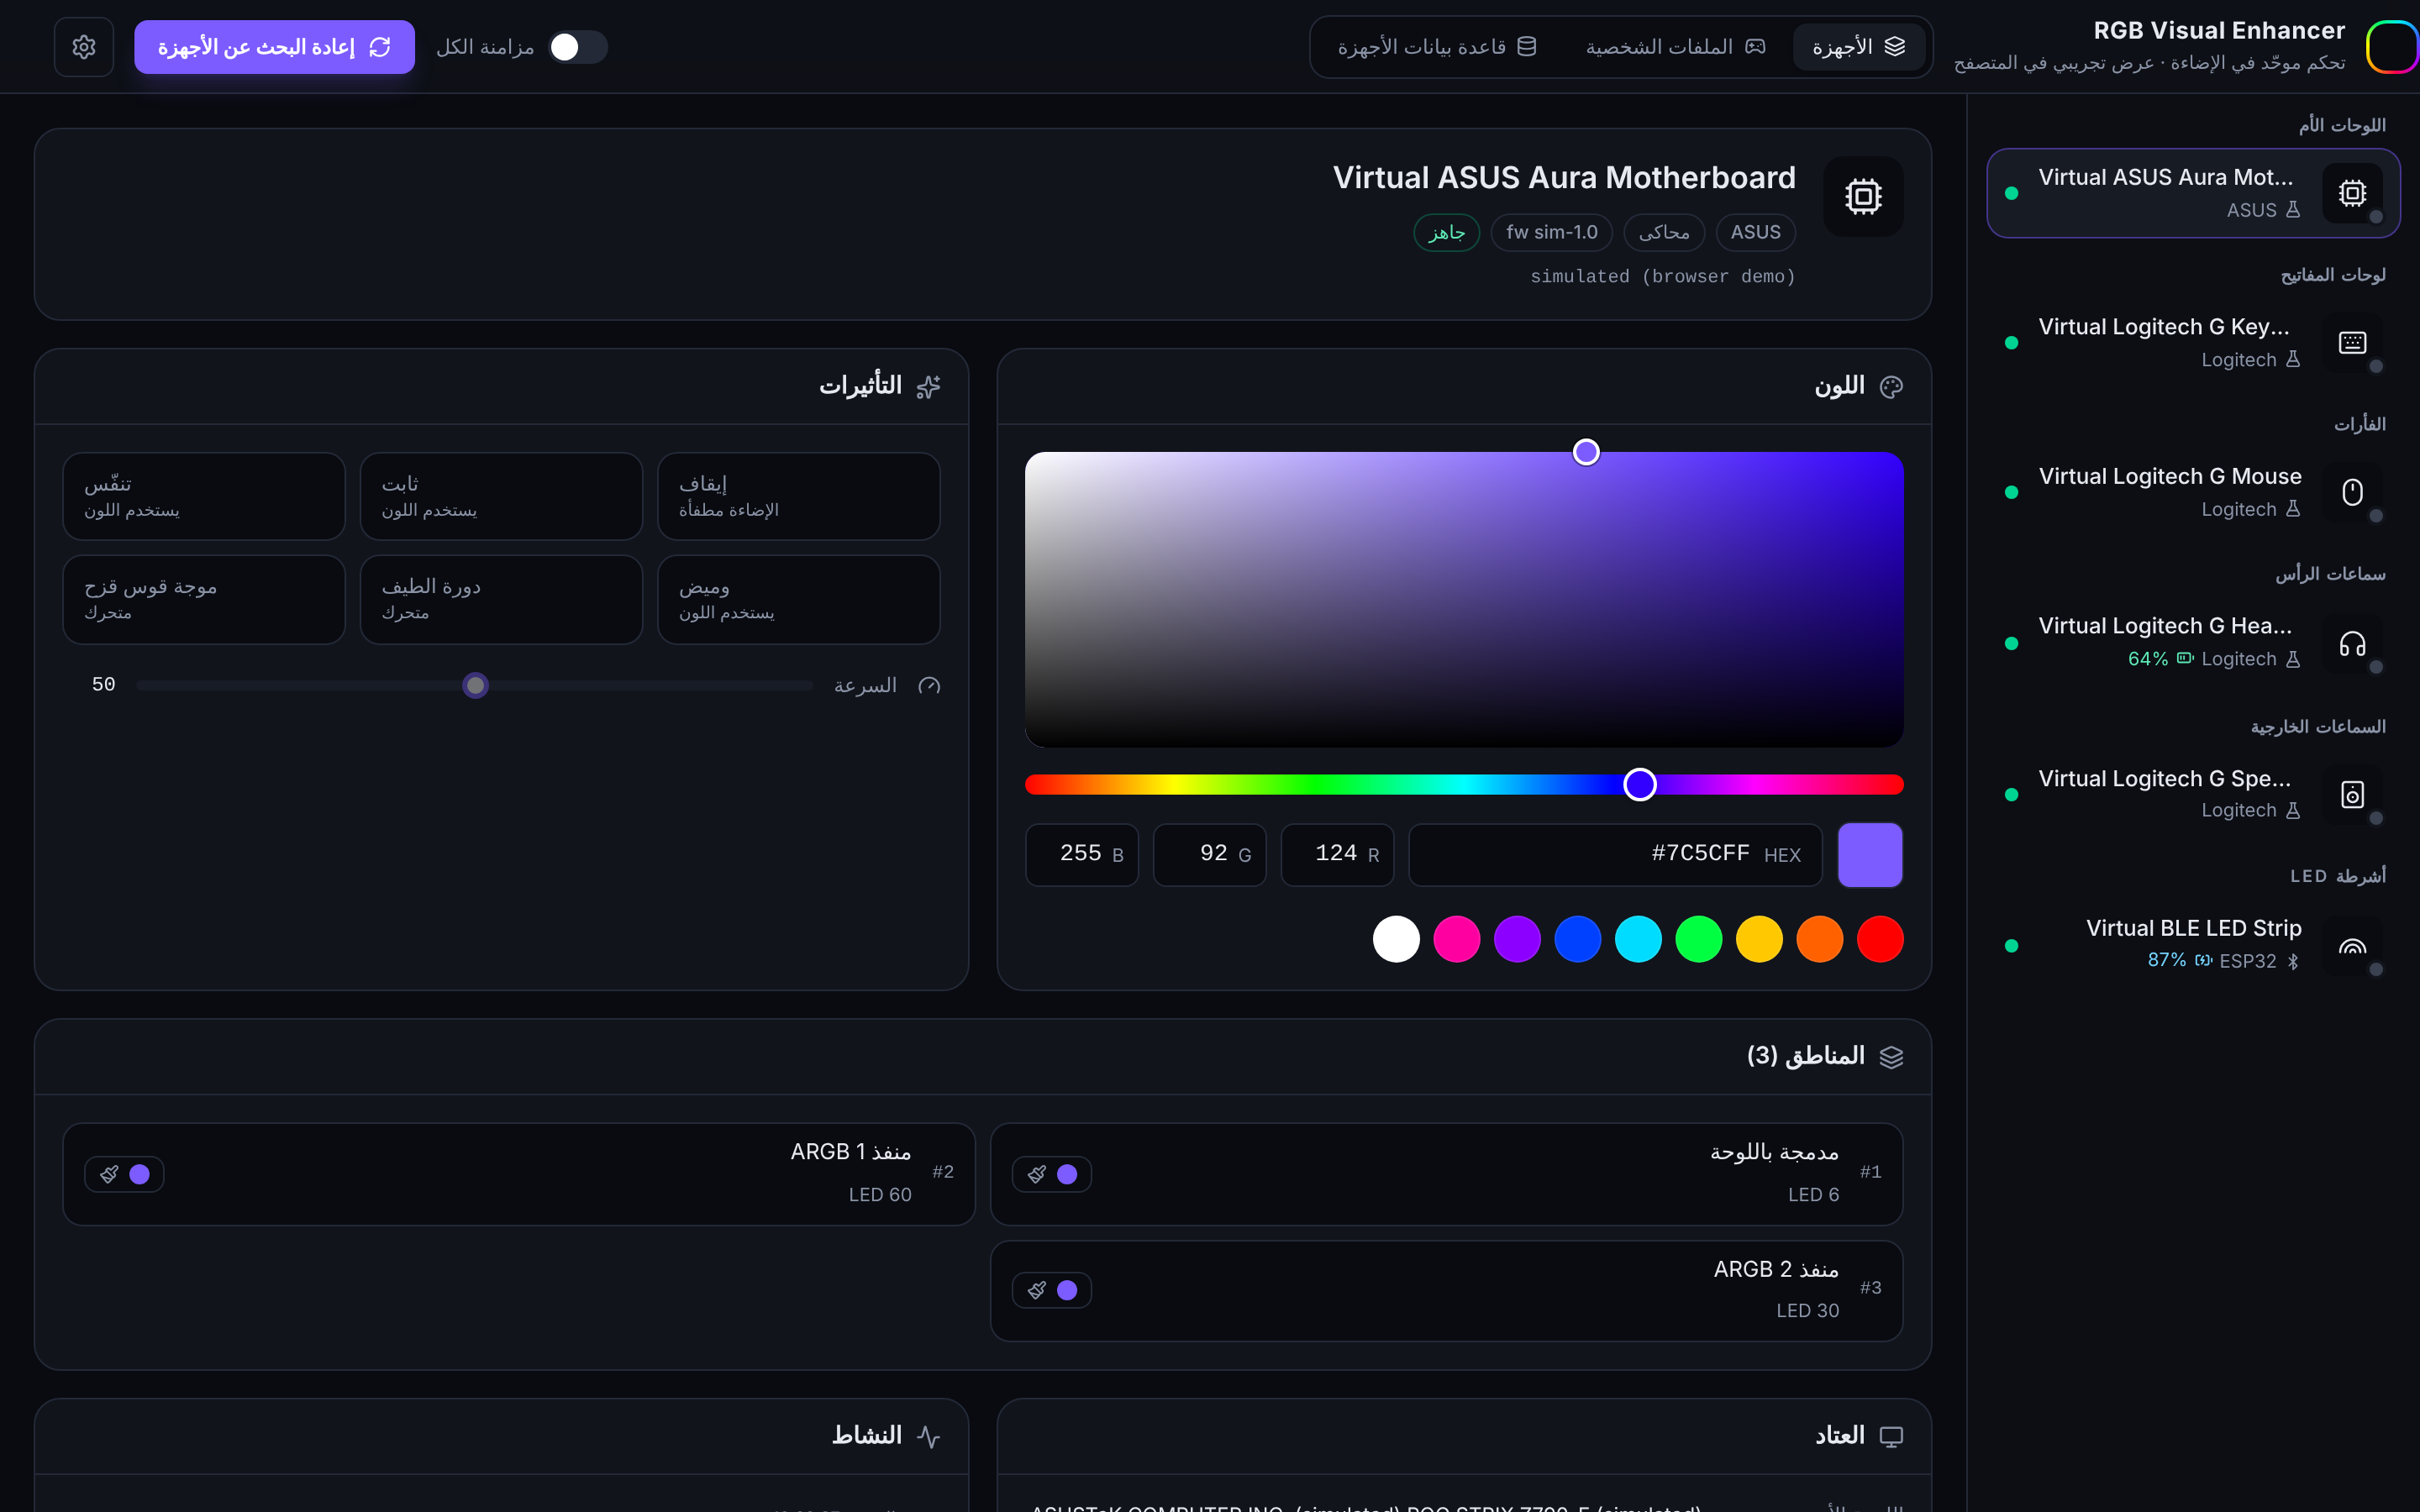 RGB Visual Enhancer
تحكم موحّد في الإضاءة · عرض تجريبي في المتصفح
الأجهزة
الملفات الشخصية
قاعدة بيانات الأجهزة
مزامنة الكل
إعادة البحث عن الأجهزة
اللوحات الأم
Virtual ASUS Aura Mot...
ASUS
لوحات المفاتيح
Virtual Logitech G Key...
Logitech
الفأرات
Virtual Logitech G Mouse
Logitech
سماعات الرأس
Virtual Logitech G Hea...
Logitech 64%
السماعات الخارجية
Virtual Logitech G Spe...
Logitech
أشرطة LED
Virtual BLE LED Strip
ESP32 87%
Virtual ASUS Aura Motherboard
ASUS
محاكى
fw sim-1.0
جاهز
simulated (browser demo)
اللون
HEX #7C5CFF
R 124
G 92
B 255
التأثيرات
إيقاف
الإضاءة مطفأة
ثابت
يستخدم اللون
تنفّس
يستخدم اللون
وميض
يستخدم اللون
دورة الطيف
متحرك
موجة قوس قزح
متحرك
السرعة
50
المناطق (3)
#1
مدمجة باللوحة
6 LED
#2
منفذ ARGB 1
60 LED
#3
منفذ ARGB 2
30 LED
العتاد
النشاط